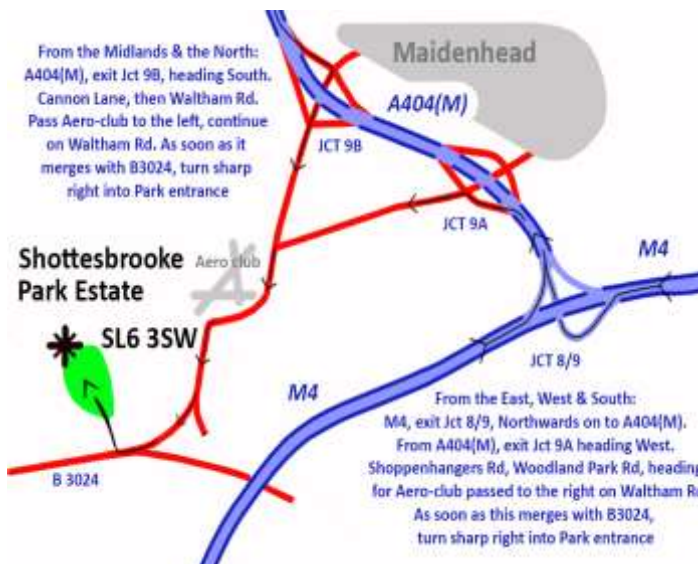 From the Midlands & the North:
A404(M), exit Jct 9B, heading South.
Cannon Lane, then Waltham Rd.
Pass Aero-club to the left, continue
on Waltham Rd. As soon as it
merges with B3024, turn sharp
right into Park entrance
Maidenhead
A404(M)
JCT 9B
JCT 9A
M4
Shottesbrooke
Park Estate
Aero club
SL6 3SW
JCT 8/9
M4
B 3024
From the East, West & South:
M4, exit Jct 8/9, Northwards on to A404(M).
From A404(M), exit Jct 9A heading West.
Shoppenhangers Rd, Woodland Park Rd, heading
for Aero-club passed to the right on Waltham R
As soon as this merges with B3024,
turn sharp right into Park entrance